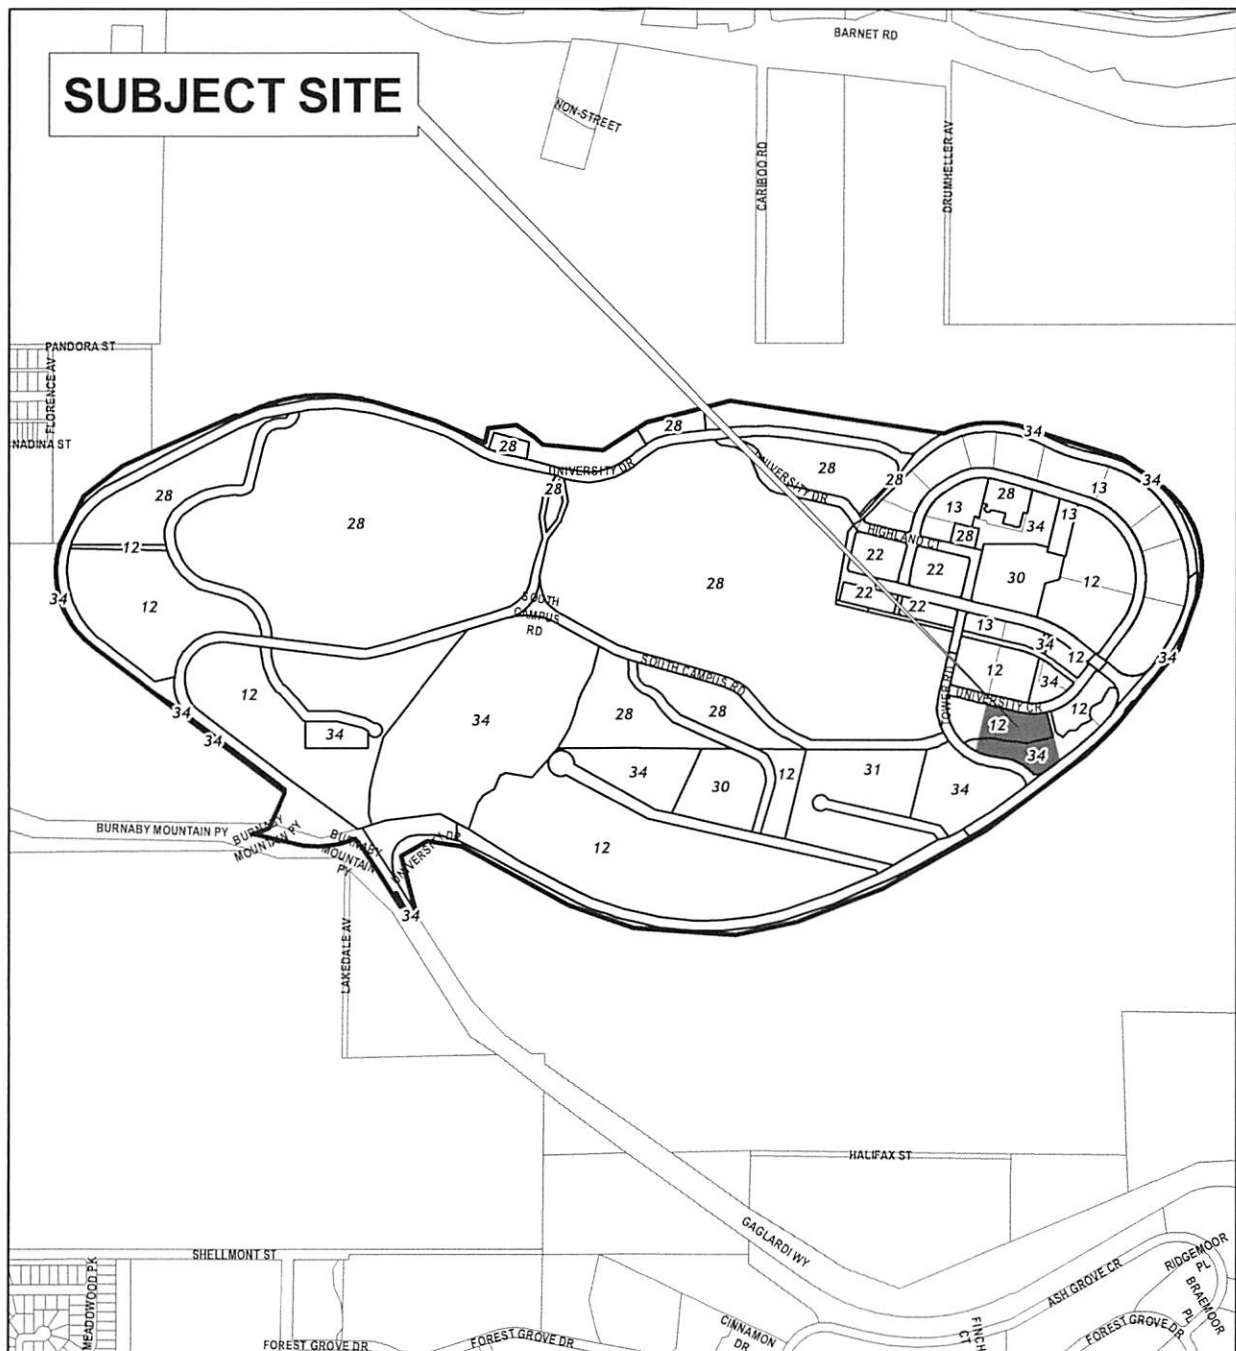 BARNET RD
SUBJECT SITE
NON-STREET
CARIBOO RD
DRUMHELLER AV
PANDORA ST
FLORENCE AV
NADINA ST
28
34
28
UNIVERSITY DR
28
UNIVERSITY DR
28
28
13
34
28
28
13
28
13
34
13
HIGHLAND CT
28
12
22
22
30
12
12
28
22
22
34
SOUTH
CAMPUS
RD
13
34
12
34
SOUTH CAMPUS RD
12
34
12
TOWER RD
UNIVERSITY CR
12
34
34
34
34
28
28
12
34
34
30
12
31
34
12
BURNABY MOUNTAIN PY
BURNABY
MOUNTAIN PY
BURNABY
MOUNTAIN
PY
UNIVERSITY DR
34
LAKEDALE AV
HALIFAX ST
GAGLARDI WY
SHELLMONT ST
MEADOWOOD PK
ASH GROVE CR
RIDGEMOOR
PL
BRAEMOOR
PL
FOREST GROVE DR
FOREST GROVE DR
CINNAMON
DR
FINCH
CT
FOREST GROVE DR